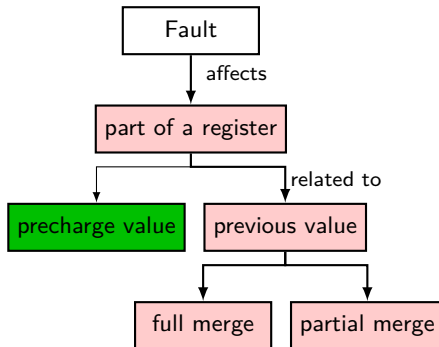 Fault
affects
part of a register
related to
precharge value
previous value
full merge
partial merge